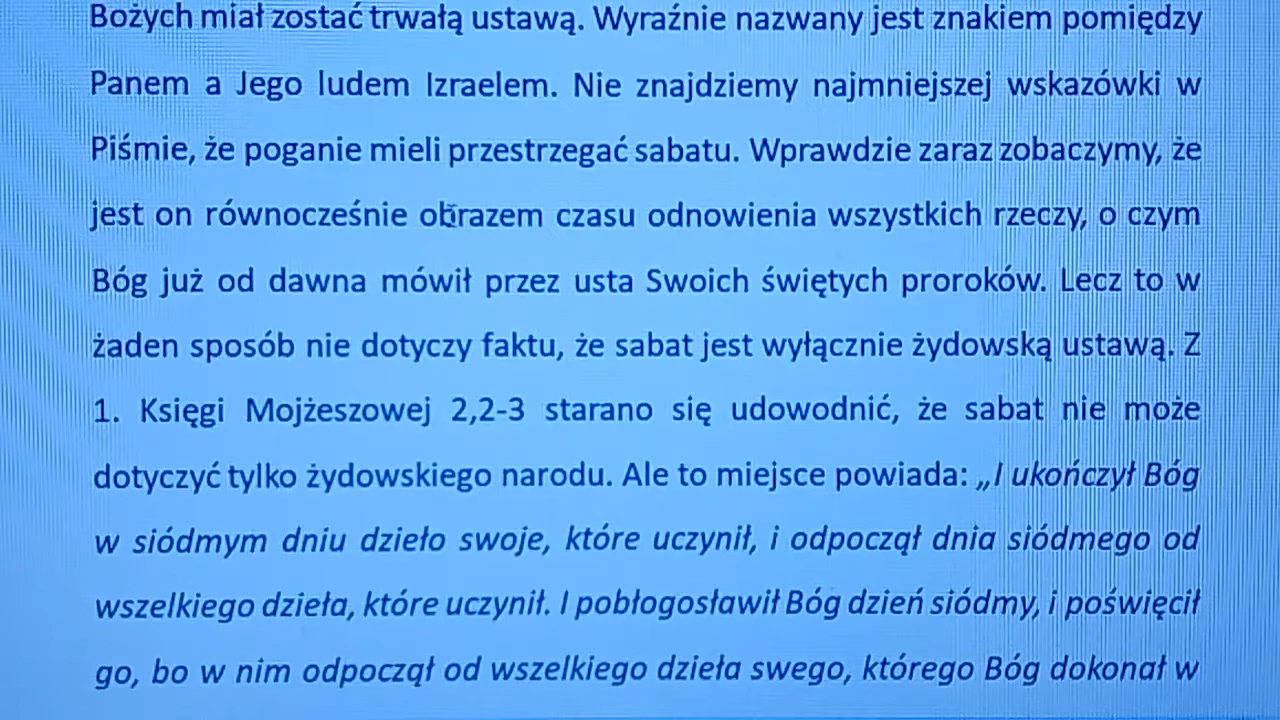 Bożych miał zostać trwałą ustawą. Wyraźnie nazwany jest znakiem pomiędzy
Panem a Jego ludem Izraelem. Nie znajdziemy najmniejszej wskazówki w
Piśmie, że poganie mieli przestrzegać sabatu. Wprawdzie zaraz zobaczymy, że
jest on równocześnie obrazem czasu odnowienia wszystkich rzeczy, o czym
Bóg już od dawna mówił przez usta Swoich świętych proroków. Lecz to w
żaden sposób nie dotyczy faktu, że sabat jest wyłącznie żydowską ustawą. Z
1. Księgi Mojżeszowej 2,2-3 starano się udowodnić, że sabat nie może
dotyczyć tylko żydowskiego narodu. Ale to miejsce powiada: „I ukończył Bóg
w siódmym dniu dzieło swoje, które uczynił, i odpoczął dnia siódmego od
wszelkiego dzieła, które uczynił. I pobłogosławił Bóg dzień siódmy, i poświęcił
go, bo w nim odpoczął od wszelkiego dzieła swego, którego Bóg dokonał w